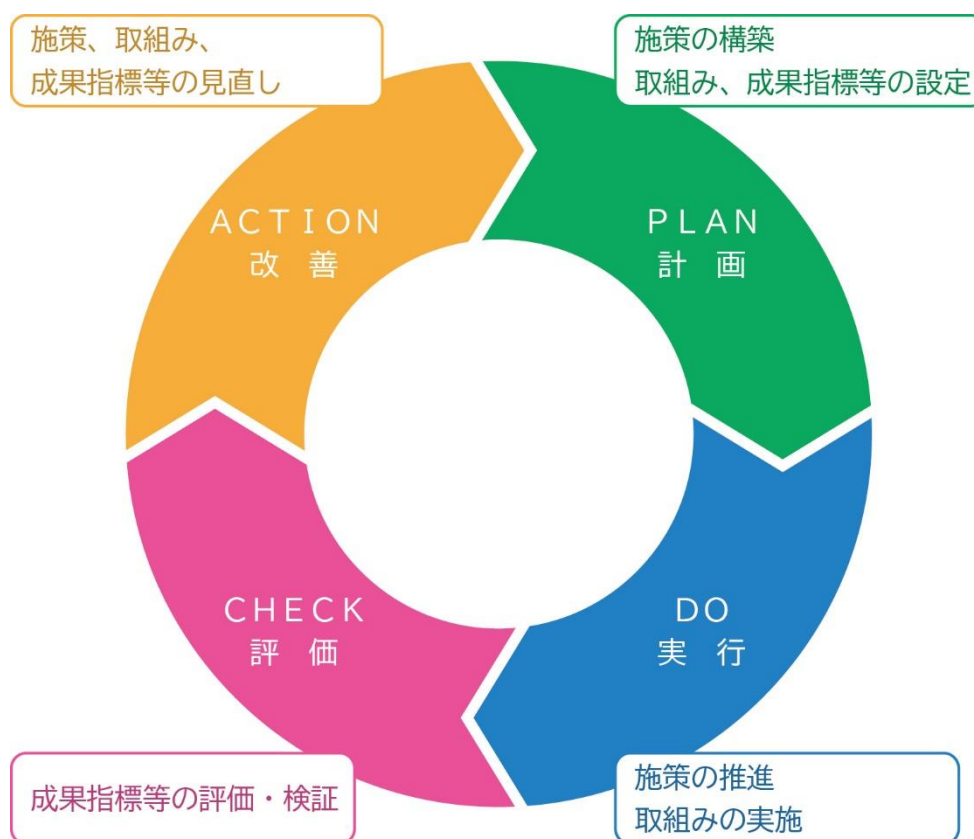 施策、取組み、
成果指標等の見直し
施策の構築
取組み、成果指標等の設定
ＡＣＴＩＯＮ
改　善
ＰＬＡＮ
計　画
ＣＨＥＣＫ
評　価
ＤＯ
実　行
成果指標等の評価・検証
施策の推進
取組みの実施